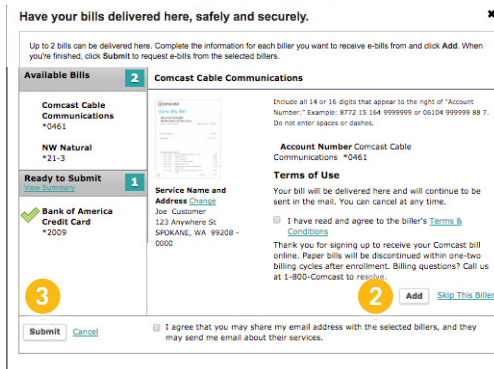 Have your bills delivered here, safely and securely.
Up to 2 bills can be delivered here. Complete the information for each biller you want to receive e-bills from and click Add. When
you're finished, click Submit to request e-bills from the selected billers.
Available Bills 2
Comcast Cable
Communications
*0461
NW Natural
*21-3
Ready to Submit 1
View Summary
Bank of America
Credit Card
*2009
Comcast Cable Communications
View My Bill
Service Name and
Address Change
Joe Customer
123 Anywhere St
SPOKANE, WA 99208 -
0000
Include all 14 or 16 digits that appear to the right of "Account
Number:" Example: 8772 15 164 9999999 or 06104 999999 88 7.
Do not enter spaces or dashes.
Account Number Comcast Cable
Communications *0461
Terms of Use
Your bill will be delivered here and will continue to be
sent in the mail. You can cancel at any time.
I have read and agree to the biller's Terms &
Conditions
Thank you for signing up to receive your Comcast bill
online. Paper bills will be discontinued within one-two
billing cycles after enrollment. Billing questions? Call us
at 1-800-Comcast to resolve.
3
2 Add Skip This Biller
Submit Cancel
I agree that you may share my email address with the selected billers, and they
may send me email about their services.